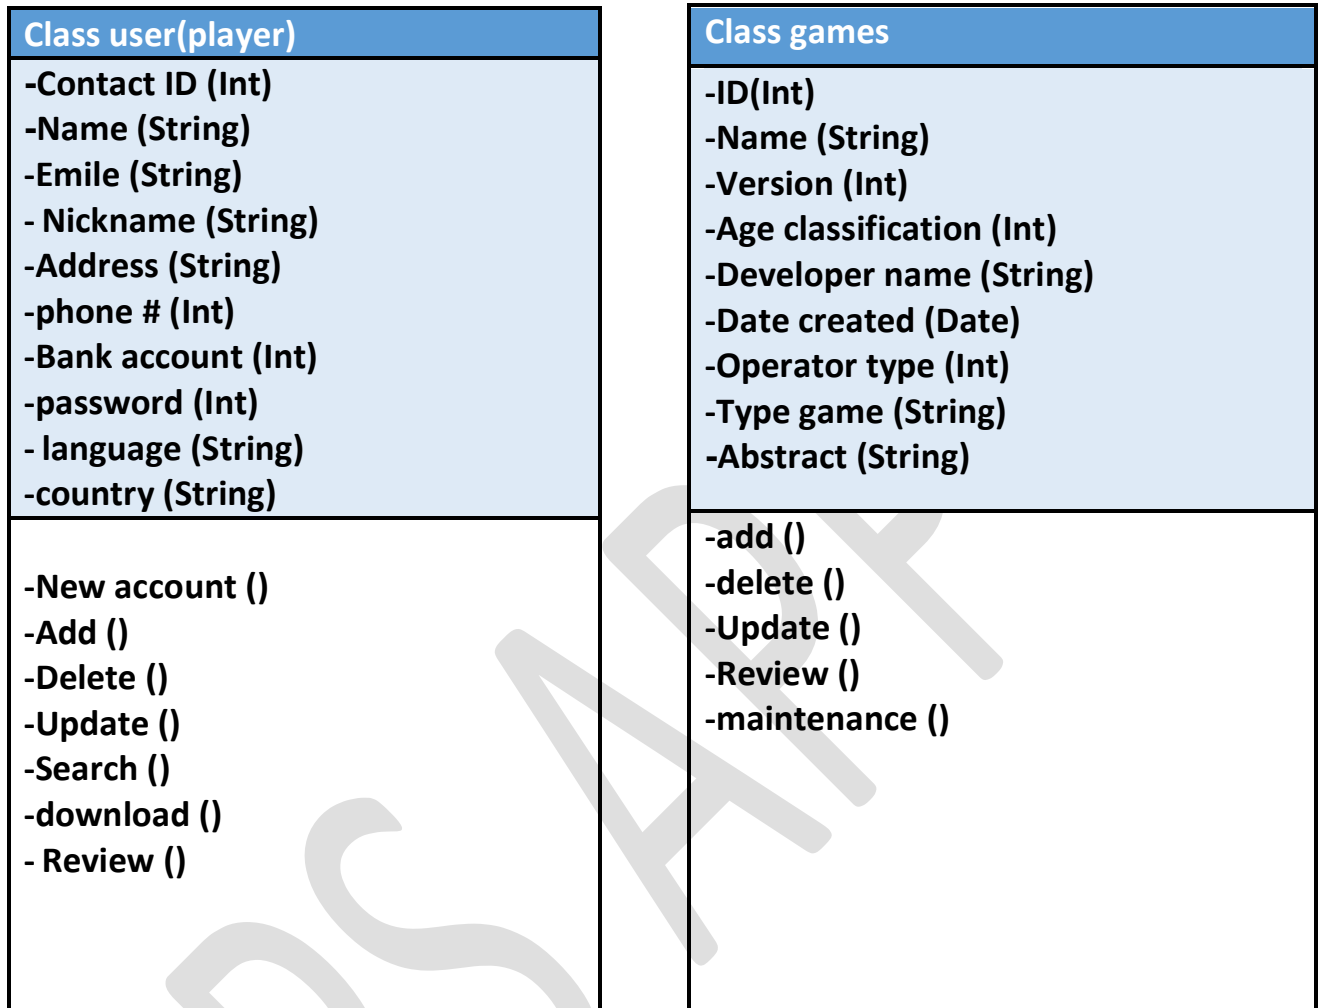 Class user(player)
-Contact ID (Int)
-Name (String)
-Emile (String)
- Nickname (String)
-Address (String)
-phone # (Int)
-Bank account (Int)
-password (Int)
- language (String)
-country (String)
-New account ()
-Add ()
-Delete ()
-Update ()
-Search ()
-download ()
- Review ()
Class games
-ID(Int)
-Name (String)
-Version (Int)
-Age classification (Int)
-Developer name (String)
-Date created (Date)
-Operator type (Int)
-Type game (String)
-Abstract (String)
-add ()
-delete ()
-Update ()
-Review ()
-maintenance ()